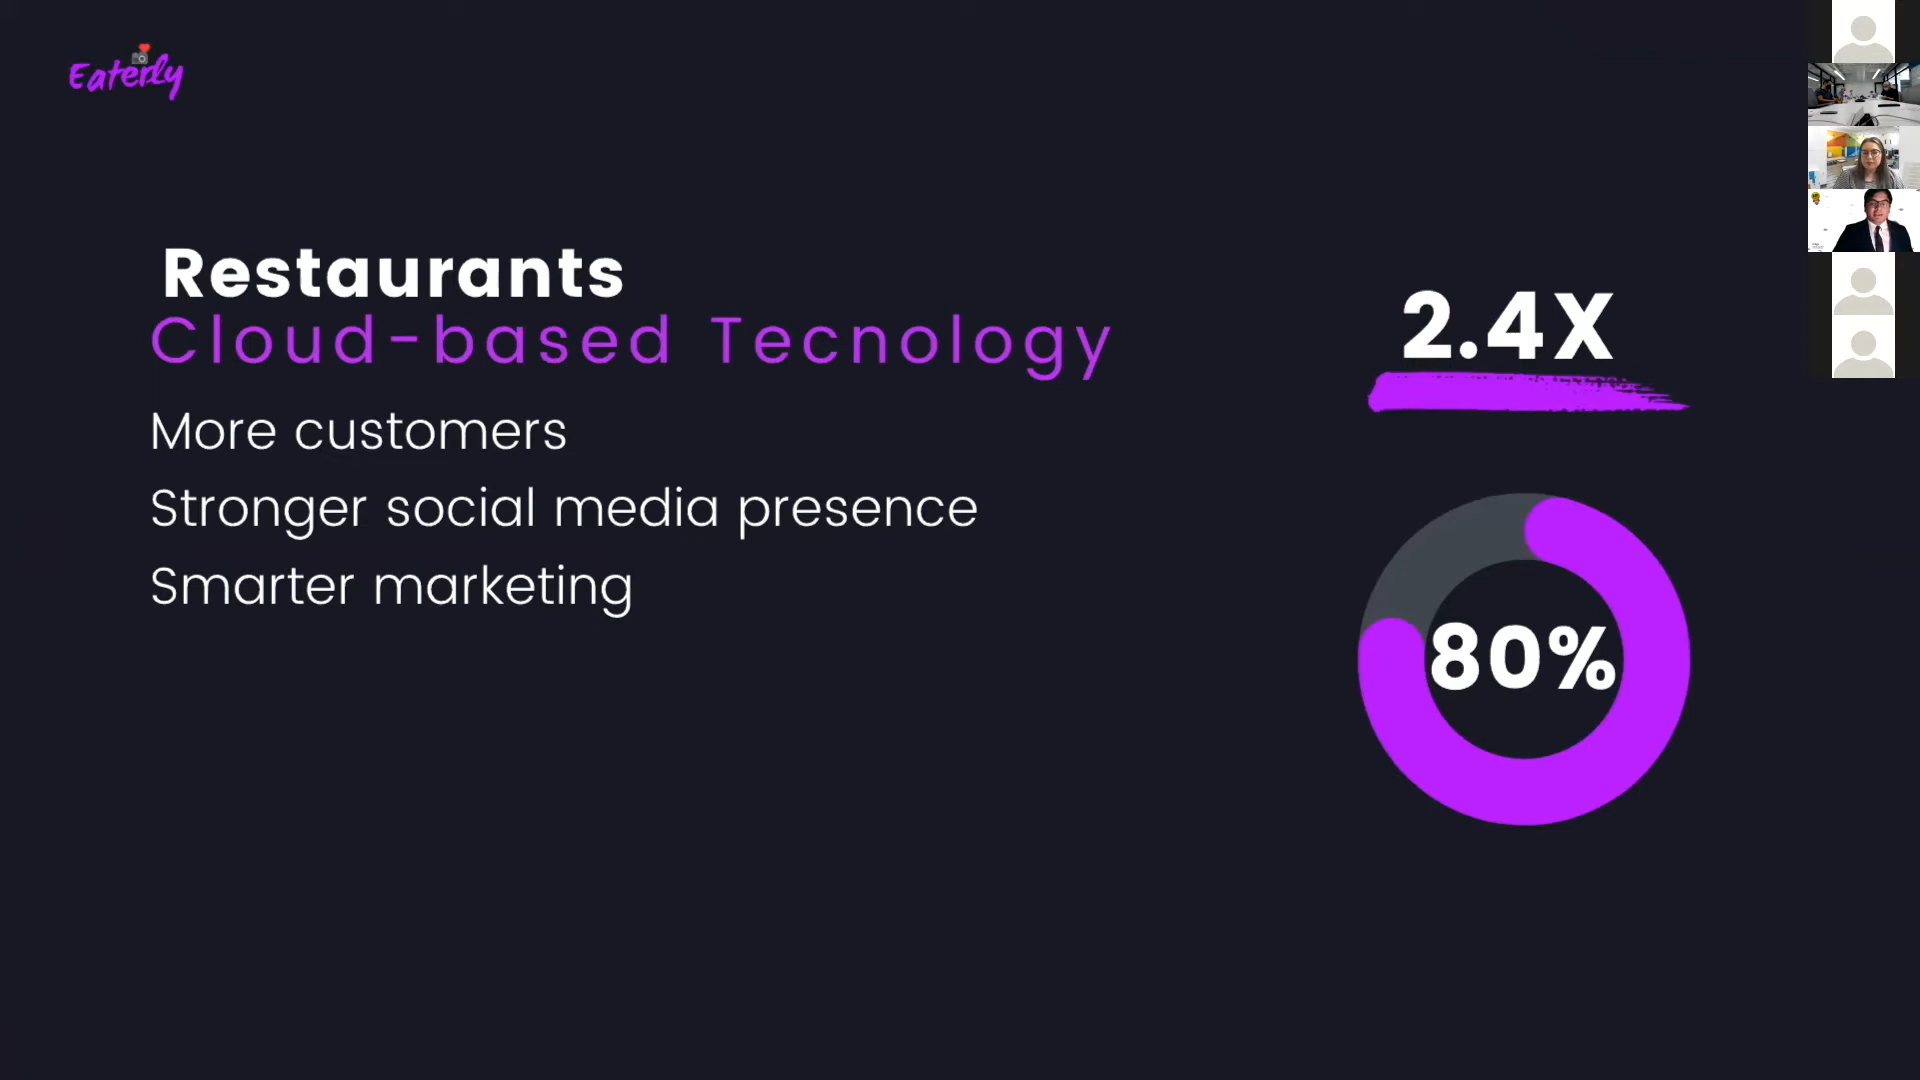 Eaterly
Restaurants
Cloud-based Tecnology
More customers
Stronger social media presence
Smarter marketing
2.4X
80%